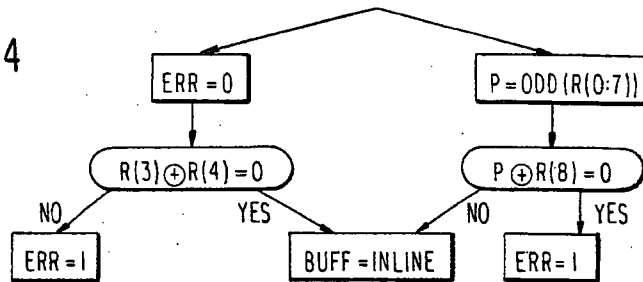 4
ERR = 0
P = ODD (R(0:7))
R(3)⊕R(4) = 0
P ⊕ R(8) = 0
NO
YES
NO
YES
ERR = 1
BUFF = INLINE
ERR = 1